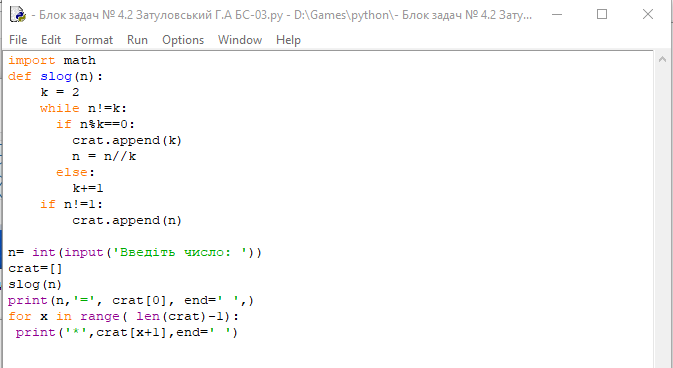 - Блок задач № 4.2 Затуловський Г.А БС-03.py - D:\Games\python\- Блок задач № 4.2 Зату...
File Edit Format Run Options Window Help
import math
def slog(n):
    k = 2
    while n!=k:
      if n%k==0:
        crat.append(k)
        n = n//k
      else:
        k+=1
    if n!=1:
        crat.append(n)

n= int(input('Введіть число: '))
crat=[]
slog(n)
print(n,'=', crat[0], end=' ',)
for x in range( len(crat)-1):
 print('*',crat[x+1],end=' ')